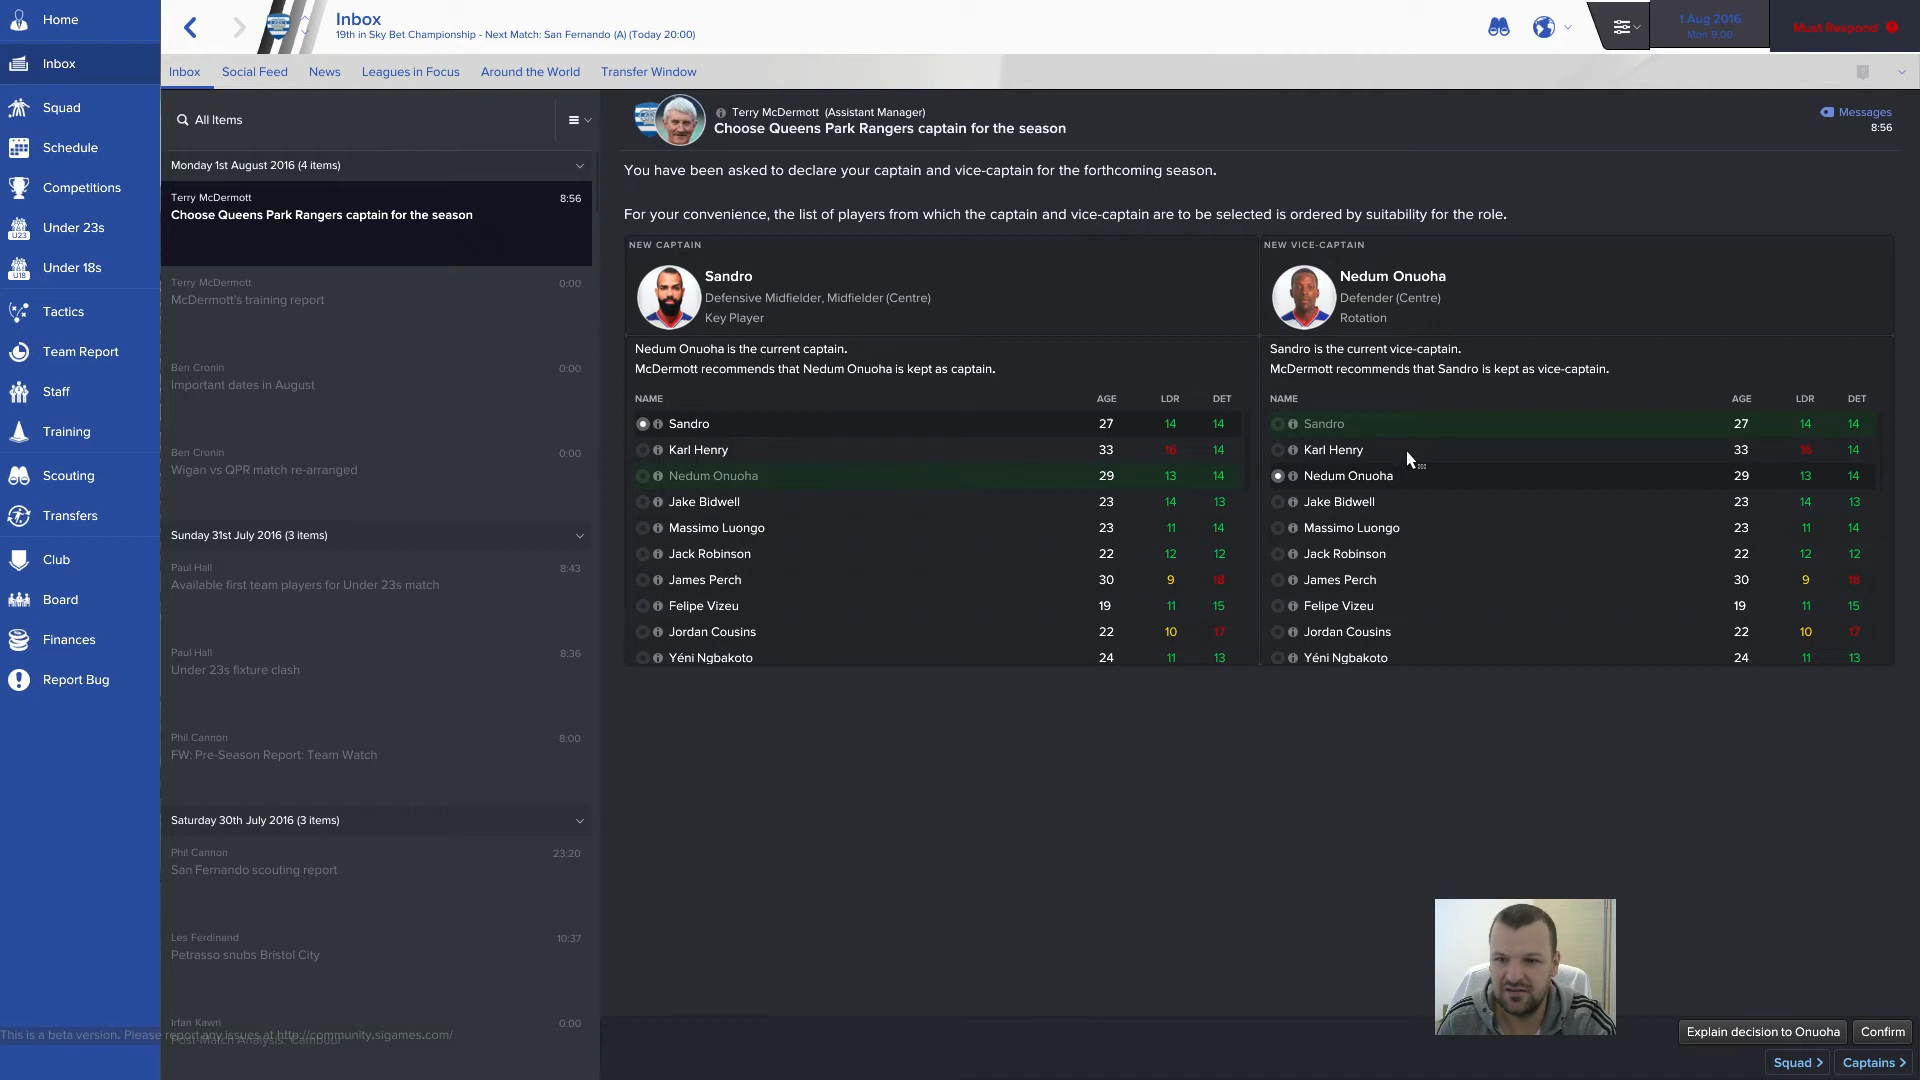 Home
Inbox
Squad
Schedule
Competitions
Under 23s
Under 18s
Tactics
Team Report
Staff
Training
Scouting
Transfers
Club
Board
Finances
Report Bug
Inbox
19th in Sky Bet Championship - Next Match: San Fernando (A) (Today 20:00)
1 Aug 2016
Mon 9:00
Must Respond
Inbox Social Feed News Leagues in Focus Around the World Transfer Window
All Items
Monday 1st August 2016 (4 items)
Terry McDermott 8:56
Choose Queens Park Rangers captain for the season
Terry McDermott 0:00
McDermott's training report
Ben Cronin 0:00
Important dates in August
Ben Cronin 0:00
Wigan vs QPR match re-arranged
Sunday 31st July 2016 (3 items)
Paul Hall 8:43
Available first team players for Under 23s match
Paul Hall 8:36
Under 23s fixture clash
Phil Cannon 8:00
FW: Pre-Season Report: Team Watch
Saturday 30th July 2016 (3 items)
Phil Cannon 23:20
San Fernando scouting report
Les Ferdinand 10:37
Petrasso snubs Bristol City
Irfan Kawri 0:00
Post-Match Analysis: Cambuur
This is a beta version. Please report any issues at http://community.sigames.com/
Terry McDermott (Assistant Manager)
Choose Queens Park Rangers captain for the season
Messages
8:56
You have been asked to declare your captain and vice-captain for the forthcoming season.
For your convenience, the list of players from which the captain and vice-captain are to be selected is ordered by suitability for the role.
NEW CAPTAIN
Sandro
Defensive Midfielder, Midfielder (Centre)
Key Player
Nedum Onuoha is the current captain.
McDermott recommends that Nedum Onuoha is kept as captain.
NAME AGE LDR DET
Sandro 27 14 14
Karl Henry 33 16 14
Nedum Onuoha 29 13 14
Jake Bidwell 23 14 13
Massimo Luongo 23 11 14
Jack Robinson 22 12 12
James Perch 30 9 18
Felipe Vizeu 19 11 15
Jordan Cousins 22 10 17
Yéni Ngbakoto 24 11 13
NEW VICE-CAPTAIN
Nedum Onuoha
Defender (Centre)
Rotation
Sandro is the current vice-captain.
McDermott recommends that Sandro is kept as vice-captain.
NAME AGE LDR DET
Sandro 27 14 14
Karl Henry 33 16 14
Nedum Onuoha 29 13 14
Jake Bidwell 23 14 13
Massimo Luongo 23 11 14
Jack Robinson 22 12 12
James Perch 30 9 18
Felipe Vizeu 19 11 15
Jordan Cousins 22 10 17
Yéni Ngbakoto 24 11 13
Explain decision to Onuoha Confirm
Squad > Captains >